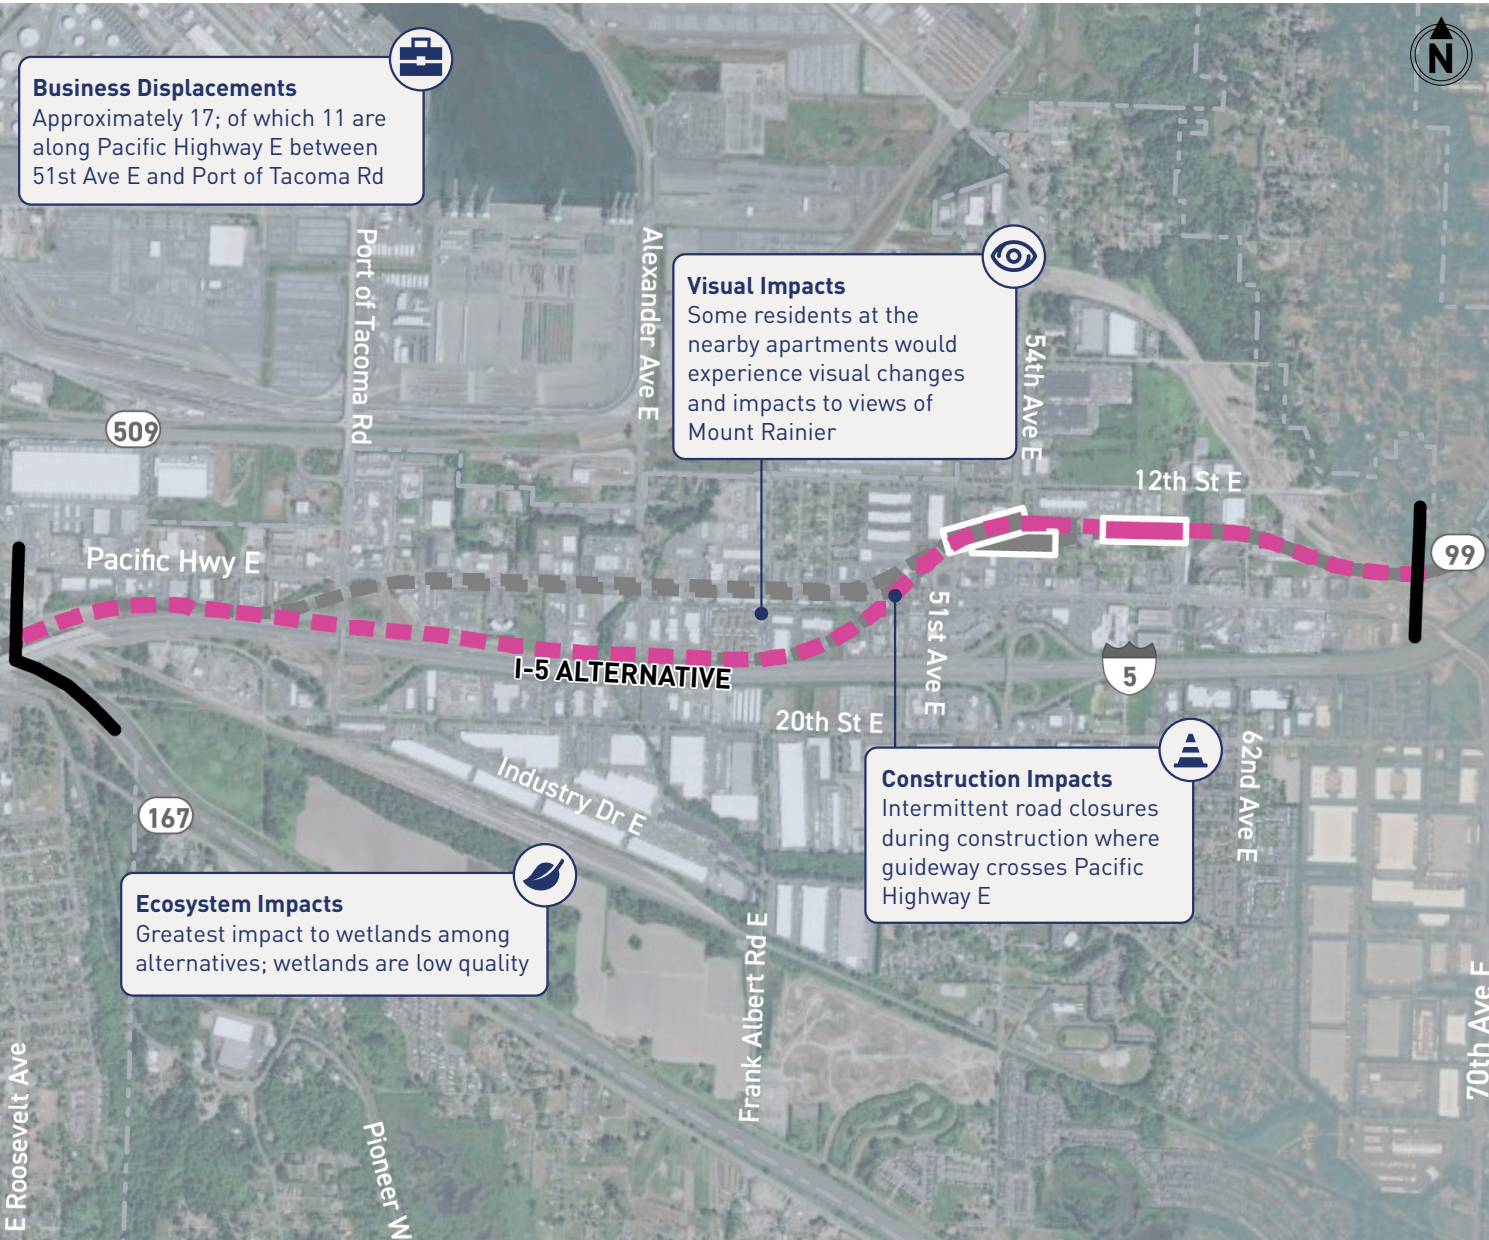 N
Business Displacements
Approximately 17; of which 11 are
along Pacific Highway E between
51st Ave E and Port of Tacoma Rd
Port of Tacoma Rd
Alexander Ave E
Visual Impacts
Some residents at the
nearby apartments would
experience visual changes
and impacts to views of
Mount Rainier
54th Ave E
509
12th St E
Pacific Hwy E
99
51st Ave E
I-5 ALTERNATIVE
5
20th St E
62nd Ave E
Industry Dr E
167
Construction Impacts
Intermittent road closures
during construction where
guideway crosses Pacific
Highway E
Ecosystem Impacts
Greatest impact to wetlands among
alternatives; wetlands are low quality
Frank Albert Rd E
70th Ave E
E Roosevelt Ave
Pioneer W